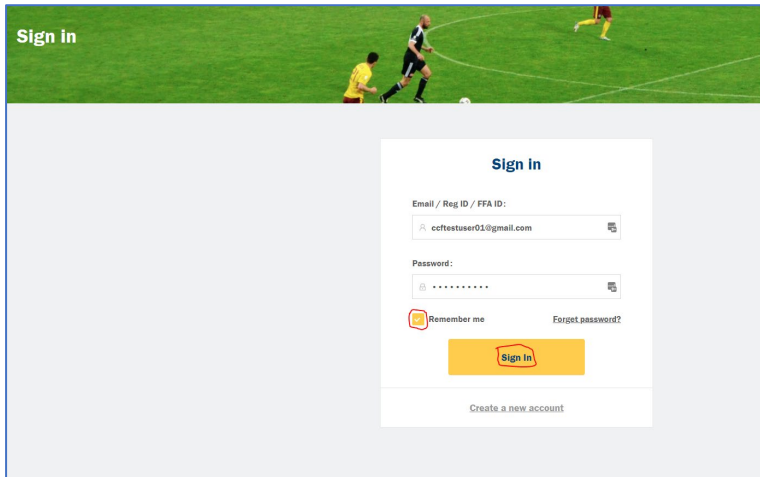 Sign in
Sign in
Email / Reg ID / FFA ID:
ccftestuser01@gmail.com
Password:
••••••••••
Remember me Forget password?
Sign In
Create a new account